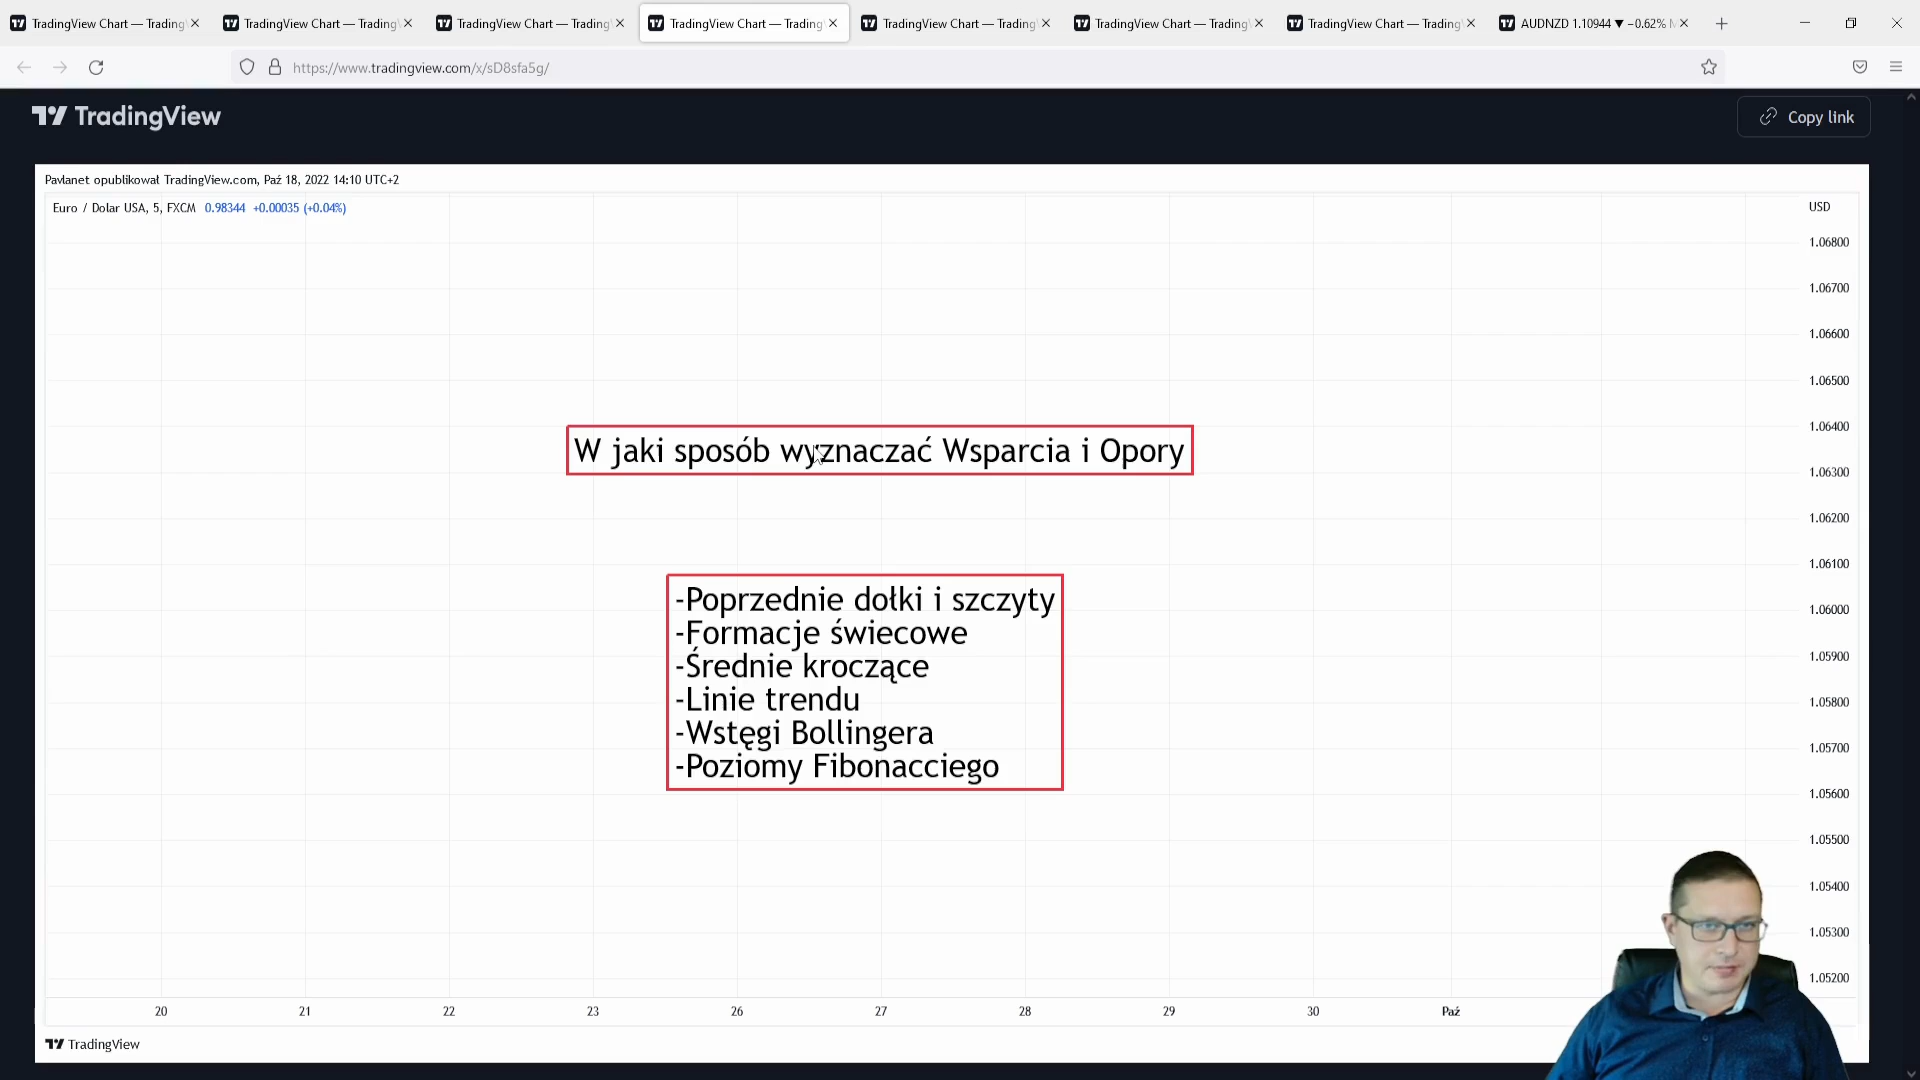 TradingView Chart — Trading
TradingView Chart — Trading
TradingView Chart — Trading
TradingView Chart — Trading
TradingView Chart — Trading
TradingView Chart — Trading
TradingView Chart — Trading
AUDNZD 1.10944 ▼ −0.62%
https://www.tradingview.com/x/sD8sfa5g/
TradingView
Copy link
Pavlanet opublikował TradingView.com, Paź 18, 2022 14:10 UTC+2
Euro / Dolar USA, 5, FXCM 0.98344 +0.00035 (+0.04%)
USD
1.06800
1.06700
1.06600
1.06500
1.06400
1.06300
1.06200
1.06100
1.06000
1.05900
1.05800
1.05700
1.05600
1.05500
1.05400
1.05300
1.05200
W jaki sposób wyznaczać Wsparcia i Opory
-Poprzednie dołki i szczyty
-Formacje świecowe
-Średnie kroczące
-Linie trendu
-Wstęgi Bollingera
-Poziomy Fibonacciego
20 21 22 23 26 27 28 29 30 Paź
TradingView